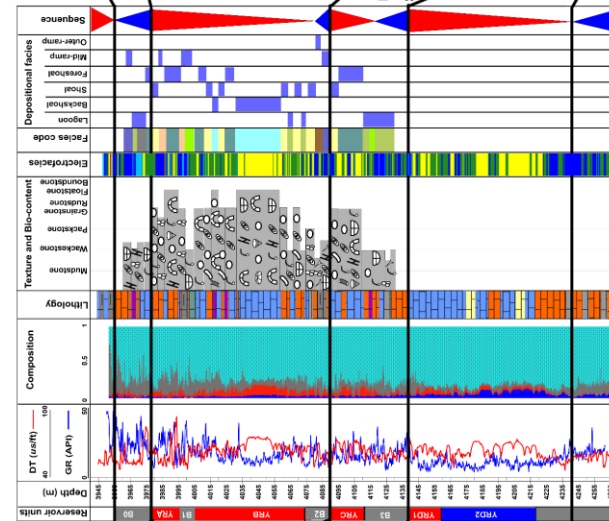 Sequence
Depositional facies
Outer-ramp
Mid-ramp
Foreshoal
Shoal
Backshoal
Lagoon
Facies code
Electrofacies
Texture and Bio-content
Boundstone
Floatstone
Rudstone
Grainstone
Packstone
Wackestone
Mudstone
Lithology
Composition
0.5
1
DT (us/ft)
40
100
GR (API)
0
50
Depth (m)
3945
3965
3975
3985
3995
4005
4015
4025
4035
4045
4055
4065
4075
4085
4095
4105
4115
4125
4135
4145
4155
4165
4175
4185
4195
4205
4215
4225
4235
4245
4255
4265
Reservoir units
B0
YRA
B1
YRB
B2
YRC
B3
YRD1
YRD2